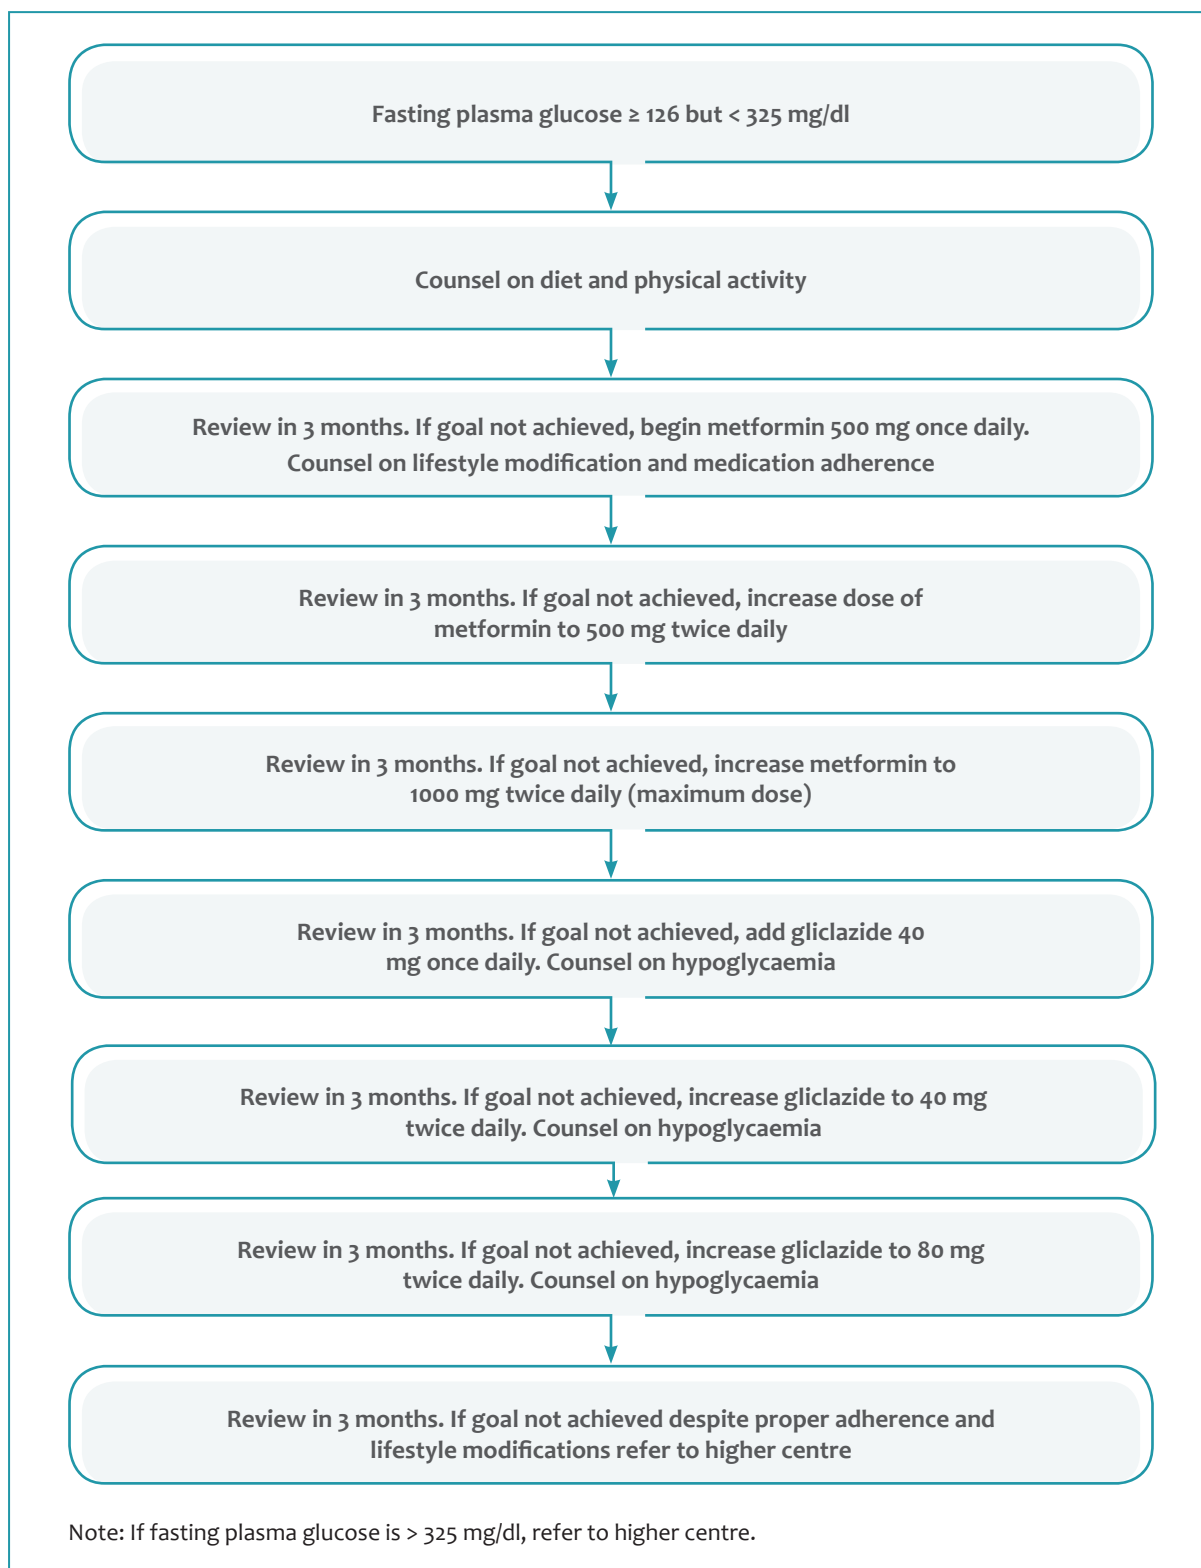 Fasting plasma glucose ≥ 126 but < 325 mg/dl
Counsel on diet and physical activity
Review in 3 months. If goal not achieved, begin metformin 500 mg once daily.
Counsel on lifestyle modification and medication adherence
Review in 3 months. If goal not achieved, increase dose of
metformin to 500 mg twice daily
Review in 3 months. If goal not achieved, increase metformin to
1000 mg twice daily (maximum dose)
Review in 3 months. If goal not achieved, add gliclazide 40
mg once daily. Counsel on hypoglycaemia
Review in 3 months. If goal not achieved, increase gliclazide to 40 mg
twice daily. Counsel on hypoglycaemia
Review in 3 months. If goal not achieved, increase gliclazide to 80 mg
twice daily. Counsel on hypoglycaemia
Review in 3 months. If goal not achieved despite proper adherence and
lifestyle modifications refer to higher centre
Note: If fasting plasma glucose is > 325 mg/dl, refer to higher centre.